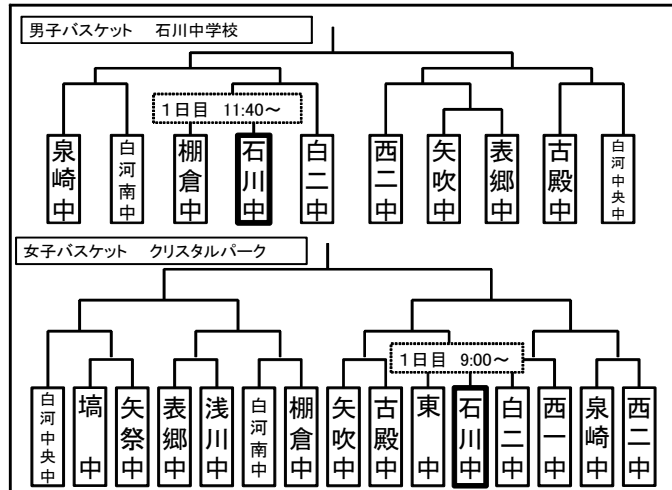 男子バスケット　石川中学校
1日目　11:40～
泉崎中
白河南中
棚倉中
石川中
白二中
西二中
矢吹中
表郷中
古殿中
白河中央中
女子バスケット　クリスタルパーク
1日目　9:00～
白河中央中
塙中
矢祭中
表郷中
浅川中
白河南中
棚倉中
矢吹中
古殿中
東中
石川中
白二中
西一中
泉崎中
西二中